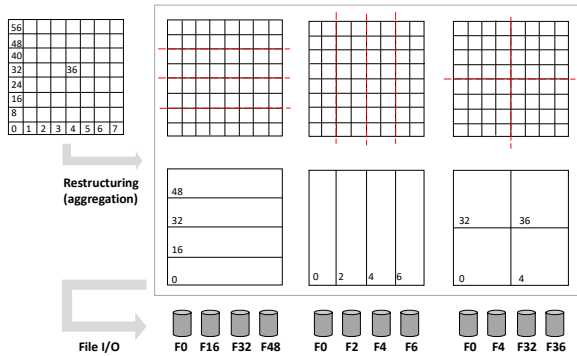 56
48
40
32 36
24
16
8
0 1 2 3 4 5 6 7
Restructuring
(aggregation)
48
32
16
0
0 2 4 6
32 36
0 4
File I/O
F0 F16 F32 F48
F0 F2 F4 F6
F0 F4 F32 F36